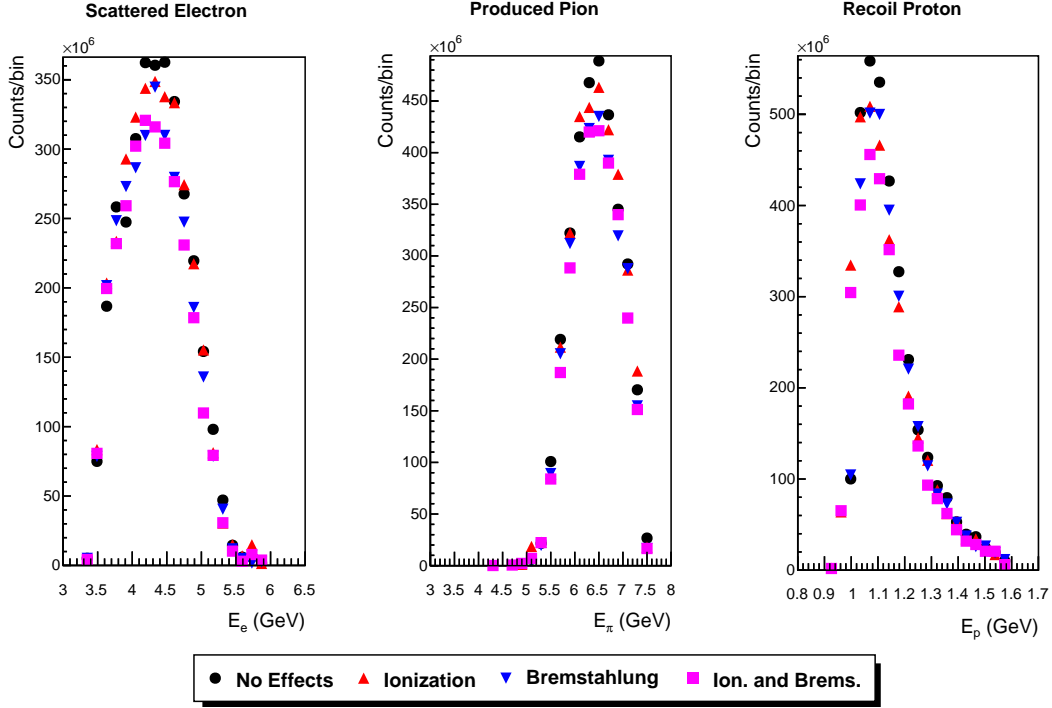 Scattered Electron
×10⁶
Counts/bin
350
300
250
200
150
100
50
0
3 3.5 4 4.5 5 5.5 6 6.5
E_e (GeV)
Produced Pion
×10⁶
Counts/bin
450
400
350
300
250
200
150
100
50
0
3 3.5 4 4.5 5 5.5 6 6.5 7 7.5 8
E_π (GeV)
Recoil Proton
×10⁶
Counts/bin
500
400
300
200
100
0
0.8 0.9 1 1.1 1.2 1.3 1.4 1.5 1.6 1.7
E_p (GeV)
No Effects Ionization Bremstahlung Ion. and Brems.